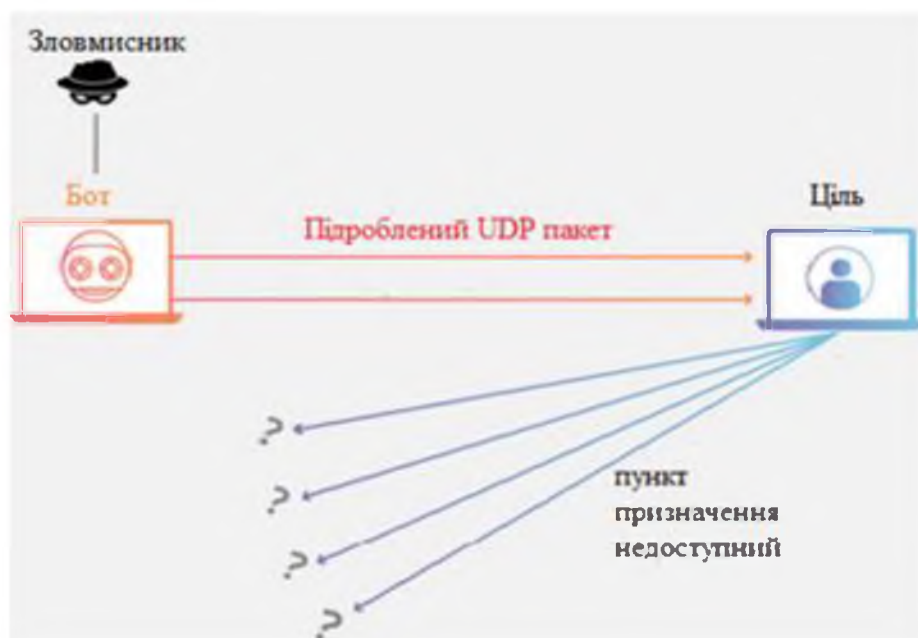 Зловмисник
Бот
Ціль
Підроблений UDP пакет
?
?
?
?
пункт
призначення
недоступний